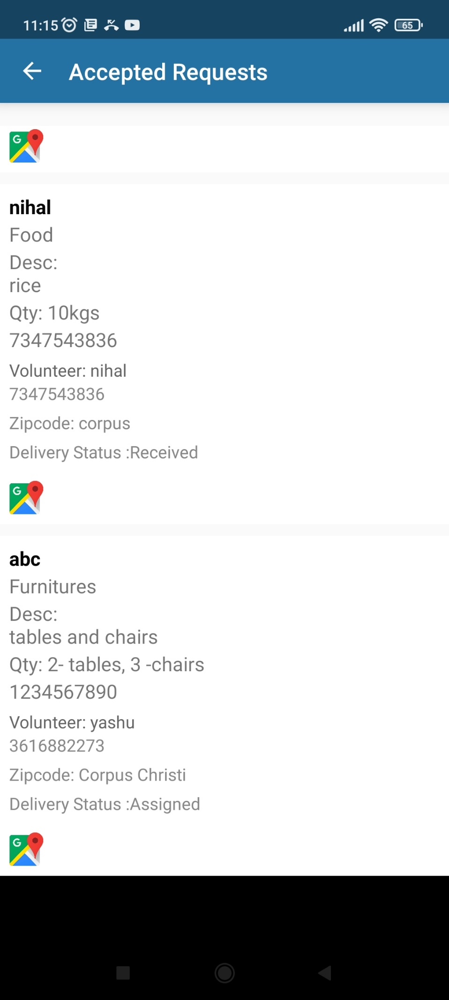 11:15
65
Accepted Requests
G
nihal
Food
Desc:
rice
Qty: 10kgs
7347543836
Volunteer: nihal
7347543836
Zipcode: corpus
Delivery Status :Received
G
abc
Furnitures
Desc:
tables and chairs
Qty: 2- tables, 3 -chairs
1234567890
Volunteer: yashu
3616882273
Zipcode: Corpus Christi
Delivery Status :Assigned
G